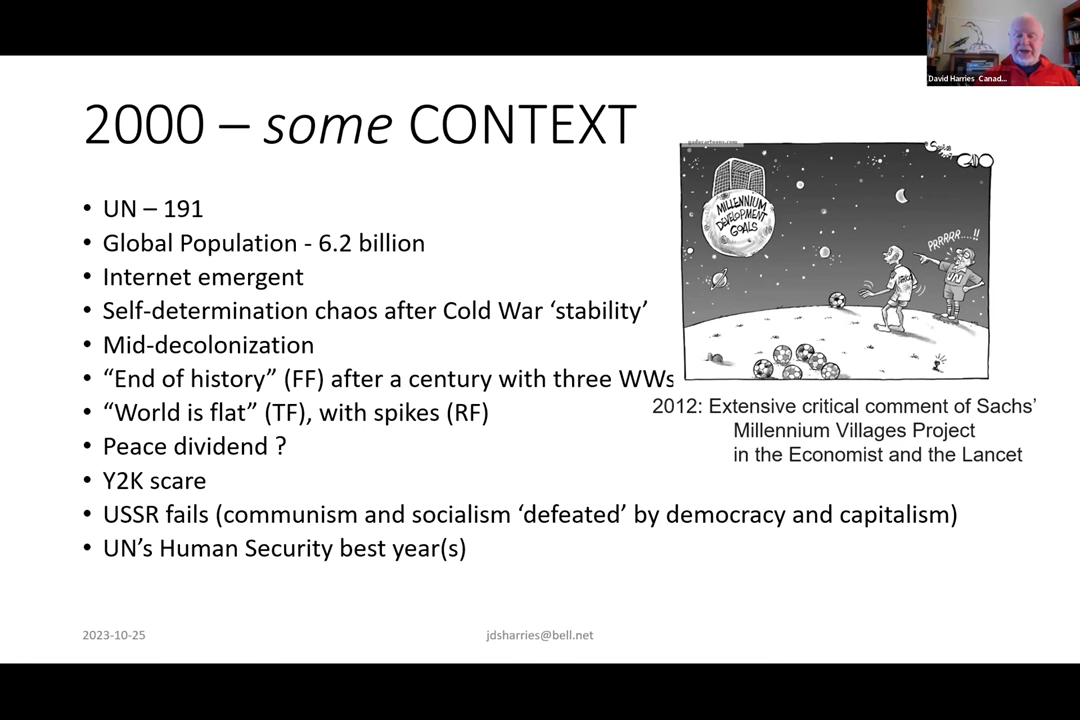 David Harries Canad...
2000 – some CONTEXT
• UN – 191
• Global Population - 6.2 billion
• Internet emergent
• Self-determination chaos after Cold War ‘stability’
• Mid-decolonization
• “End of history” (FF) after a century with three WWs
• “World is flat” (TF), with spikes (RF)
• Peace dividend ?
• Y2K scare
• USSR fails (communism and socialism ‘defeated’ by democracy and capitalism)
• UN’s Human Security best year(s)
gadocartoons.com
GADO
MILLENNIUM
DEVELOPMENT
GOALS
PRRRRR....!!
UN
2012: Extensive critical comment of Sachs’
Millennium Villages Project
in the Economist and the Lancet
2023-10-25
jdsharries@bell.net